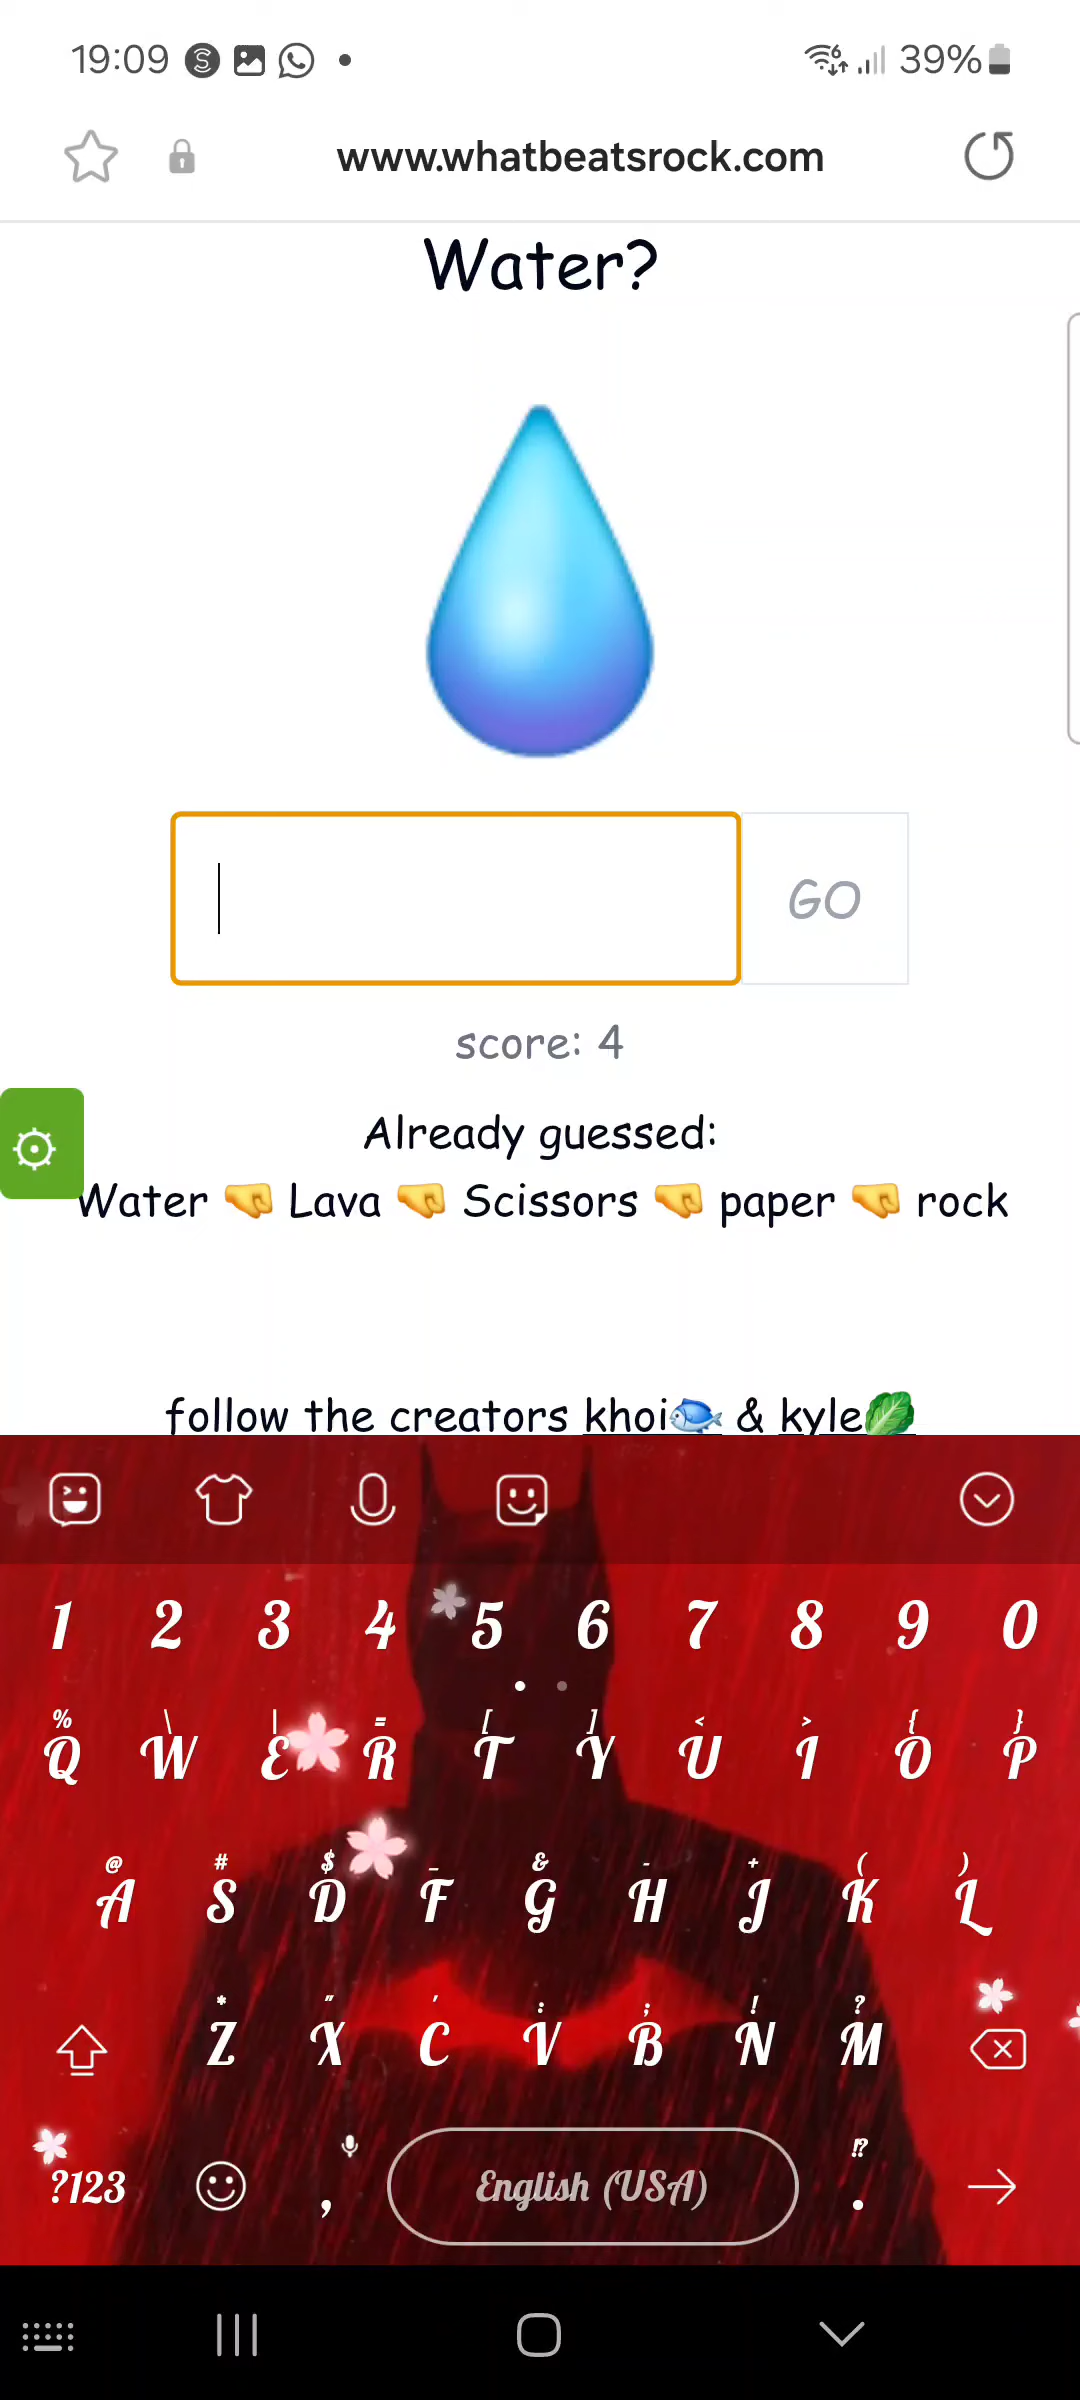 19:09
39%
www.whatbeatsrock.com
Water?
GO
score: 4
Already guessed:
Water 🤜 Lava 🤜 Scissors 🤜 paper 🤜 rock
follow the creators khoi🐟 & kyle🥬
1 2 3 4 5 6 7 8 9 0
% \ | = [ ] < > { }
Q W E R T Y U I O P
@ # $ _ & - + ( )
A S D F G H J K L
* " ' : ; ! ?
Z X C V B N M
?123 , English (USA) !? .